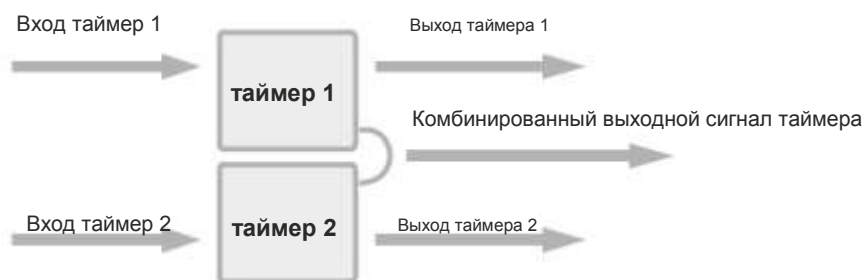 Вход таймер 1
Выход таймера 1
таймер 1
Комбинированный выходной сигнал таймера
Вход таймер 2
таймер 2
Выход таймера 2